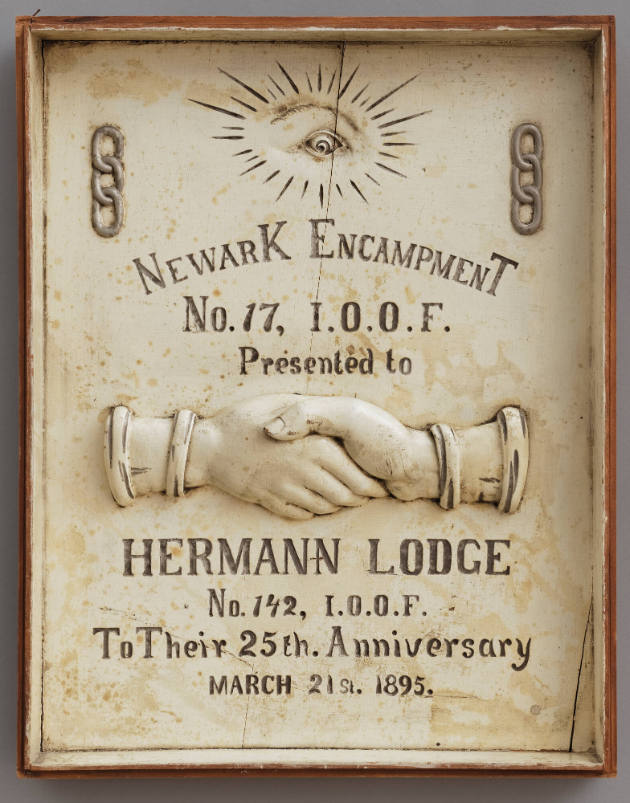 NEWARK ENCAMPMENT
No. 17, I.O.O.F.
Presented to
HERMANN LODGE
No. 142, I.O.O.F.
To Their 25th. Anniversary
MARCH 21st. 1895.